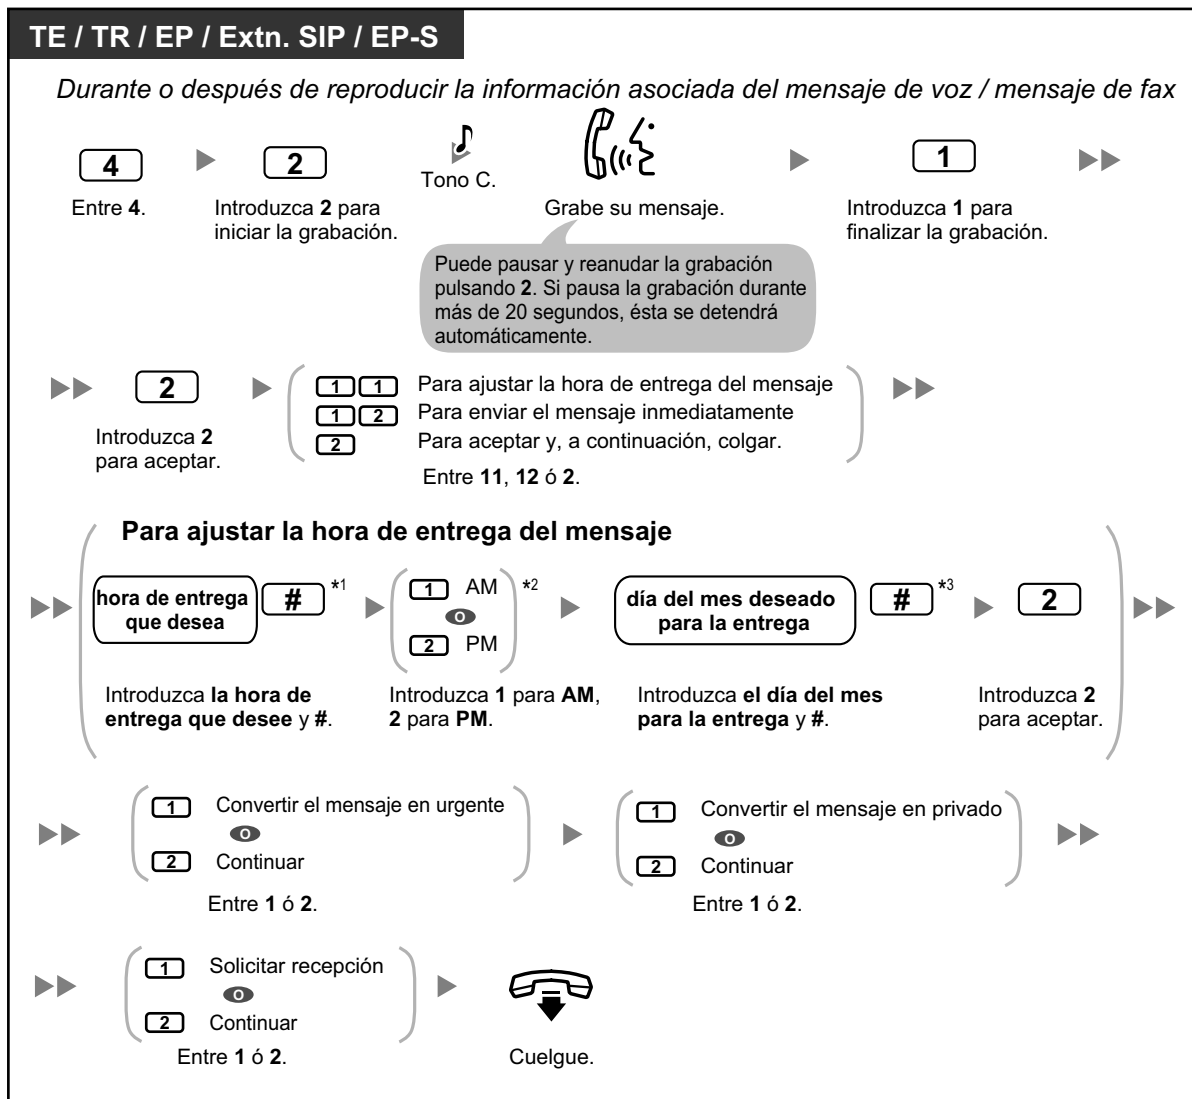 TE / TR / EP / Extn. SIP / EP-S
Durante o después de reproducir la información asociada del mensaje de voz / mensaje de fax
4
2
Tono C.
1
Entre 4.
Introduzca 2 para
iniciar la grabación.
Grabe su mensaje.
Introduzca 1 para
finalizar la grabación.
Puede pausar y reanudar la grabación
pulsando 2. Si pausa la grabación durante
más de 20 segundos, ésta se detendrá
automáticamente.
2
Introduzca 2
para aceptar.
1 1 Para ajustar la hora de entrega del mensaje
1 2 Para enviar el mensaje inmediatamente
2 Para aceptar y, a continuación, colgar.
Entre 11, 12 ó 2.
Para ajustar la hora de entrega del mensaje
hora de entrega
que desea
# *1
1 AM
o
2 PM
*2
día del mes deseado
para la entrega
# *3
2
Introduzca la hora de
entrega que desee y #.
Introduzca 1 para AM,
2 para PM.
Introduzca el día del mes
para la entrega y #.
Introduzca 2
para aceptar.
1 Convertir el mensaje en urgente
o
2 Continuar
Entre 1 ó 2.
1 Convertir el mensaje en privado
o
2 Continuar
Entre 1 ó 2.
1 Solicitar recepción
o
2 Continuar
Entre 1 ó 2.
Cuelgue.